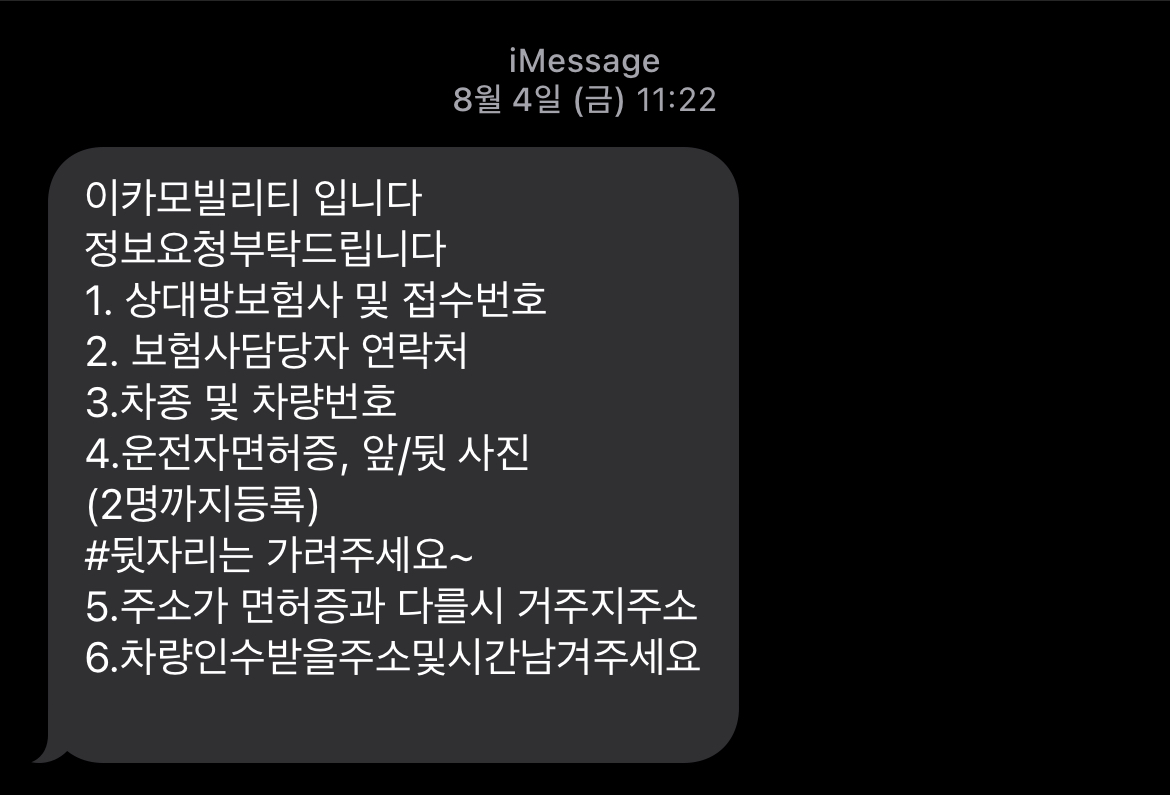 iMessage
8월 4일 (금) 11:22
이카모빌리티 입니다
정보요청부탁드립니다
1. 상대방보험사 및 접수번호
2. 보험사담당자 연락처
3.차종 및 차량번호
4.운전자면허증, 앞/뒷 사진
(2명까지등록)
#뒷자리는 가려주세요~
5.주소가 면허증과 다를시 거주지주소
6.차량인수받을주소및시간남겨주세요